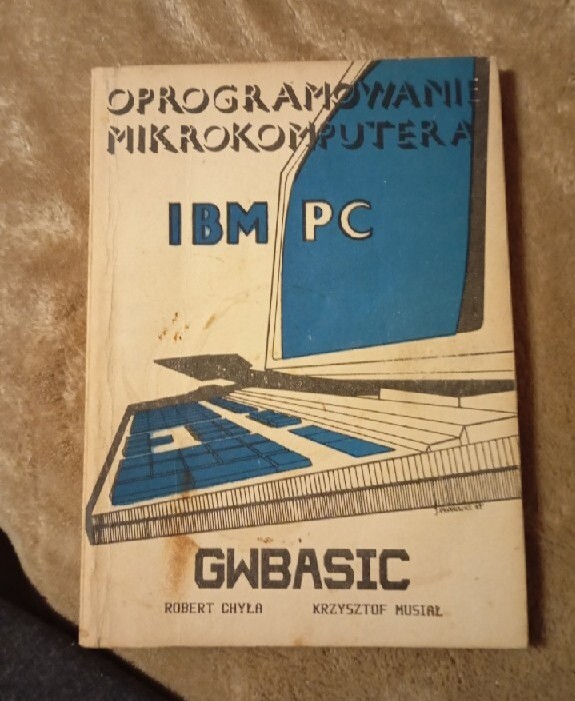 OPROGRAMOWANIE
MIKROKOMPUTERA
IBM PC
GWBASIC
ROBERT CHYŁA KRZYSZTOF MUSIAŁ